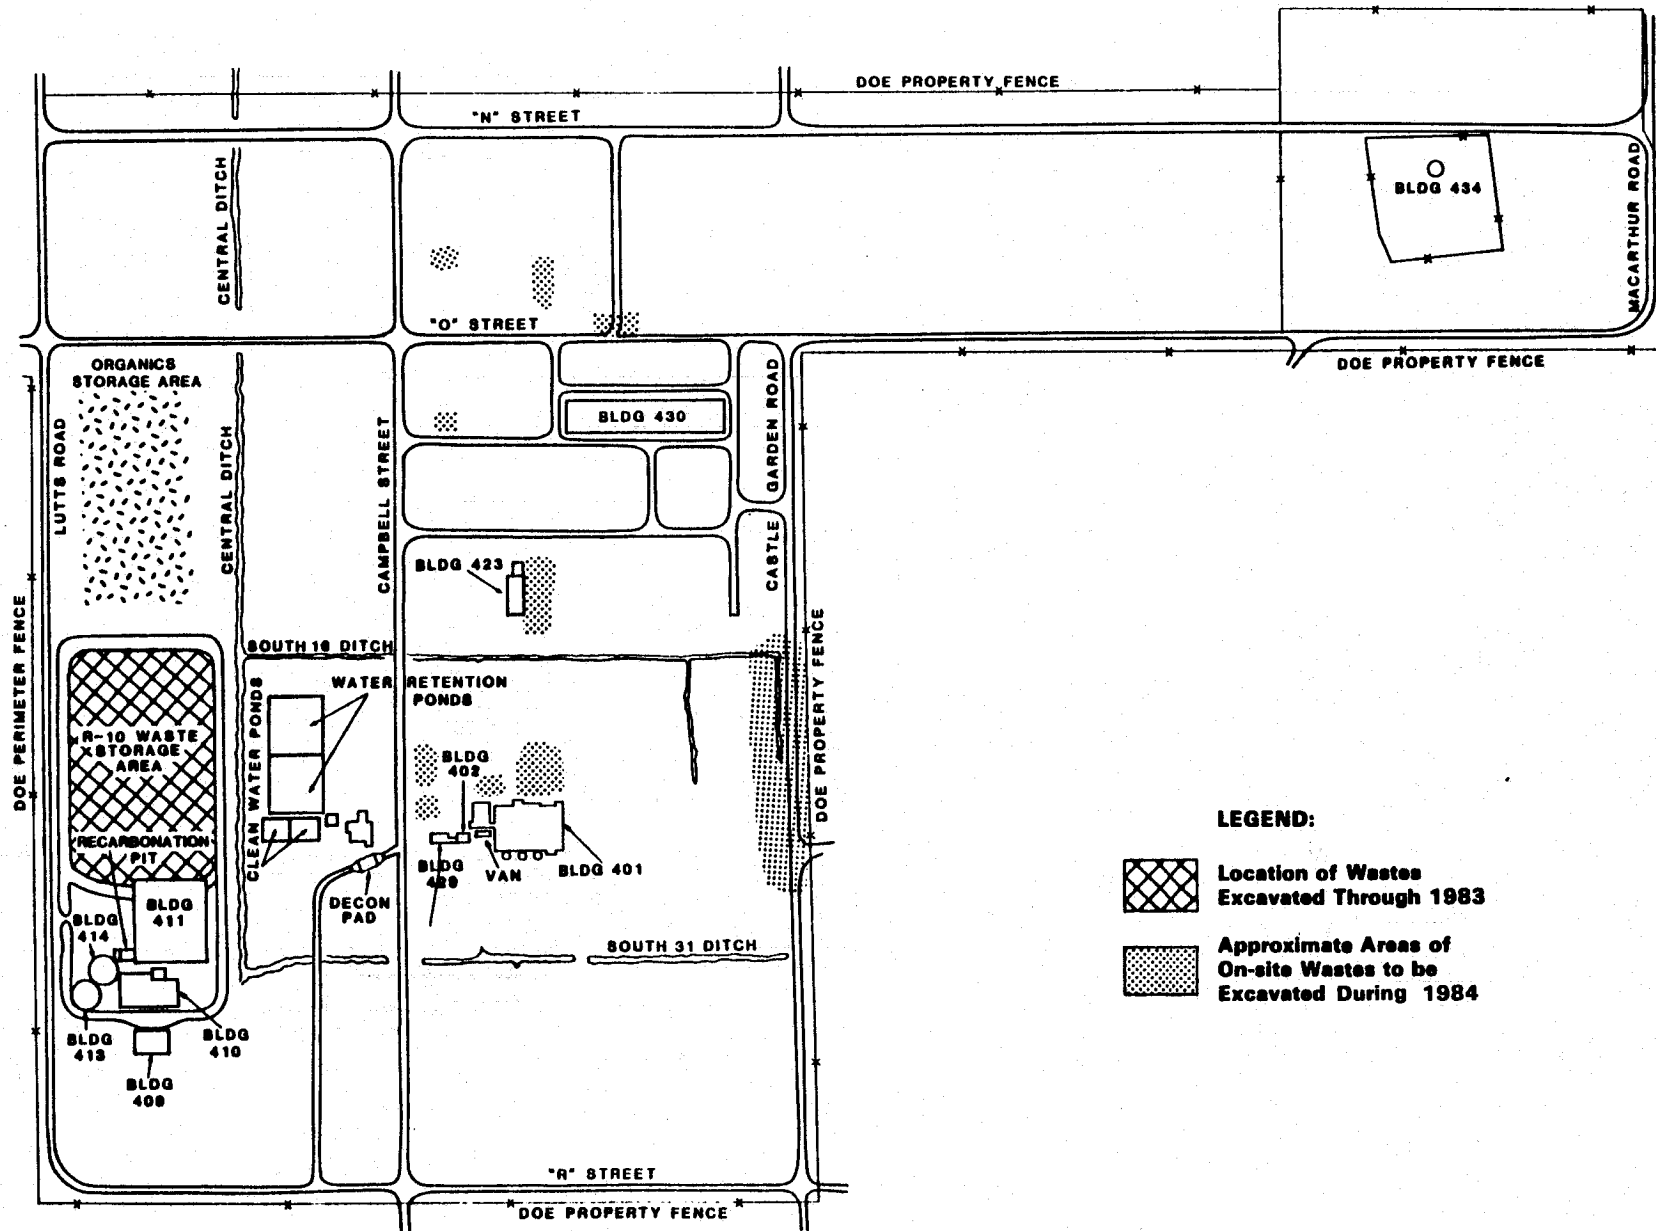 DOE PROPERTY FENCE
"N" STREET
CENTRAL DITCH
BLDG 434
MACARTHUR ROAD
"O" STREET
DOE PROPERTY FENCE
ORGANICS
STORAGE AREA
LUTTS ROAD
CENTRAL DITCH
CAMPBELL STREET
BLDG 430
GARDEN ROAD
CASTLE
BLDG 423
DOE PERIMETER FENCE
SOUTH 16 DITCH
DOE PROPERTY FENCE
WATER RETENTION
PONDS
CLEAN WATER PONDS
R-10 WASTE
STORAGE
AREA
BLDG
402
RECARBONATION
PIT
BLDG
429
VAN
BLDG 401
DECON
PAD
BLDG
411
BLDG
414
SOUTH 31 DITCH
BLDG
413
BLDG
410
BLDG
409
"R" STREET
DOE PROPERTY FENCE
LEGEND:
Location of Wastes
Excavated Through 1983
Approximate Areas of
On-site Wastes to be
Excavated During 1984